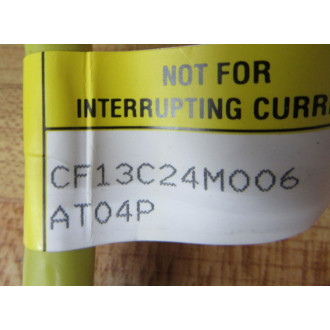 NOT FOR
INTERRUPTING CURR
CF13C24M006
AT04P